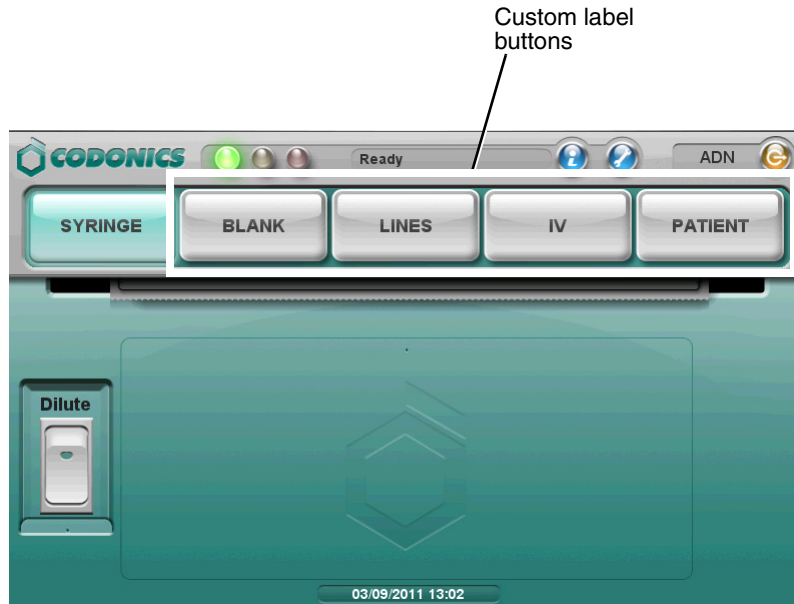 Custom label
buttons
CODONICS
Ready
i
ADN
SYRINGE
BLANK
LINES
IV
PATIENT
Dilute
03/09/2011 13:02